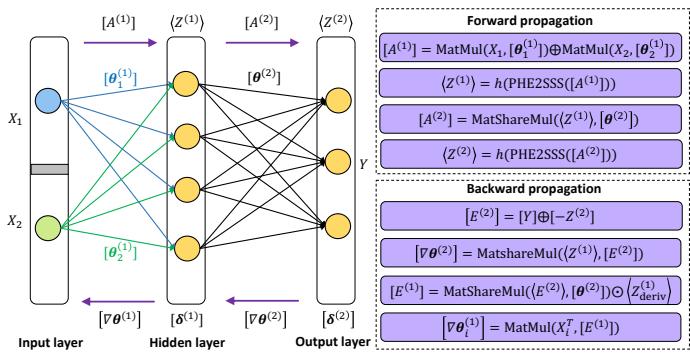 [A^{(1)}]
⟨Z^{(1)}⟩
[A^{(2)}]
⟨Z^{(2)}⟩
[θ_1^{(1)}]
[θ^{(2)}]
X_1
Y
X_2
[θ_2^{(1)}]
[∇θ^{(1)}]
[δ^{(1)}]
[∇θ^{(2)}]
[δ^{(2)}]
Input layer
Hidden layer
Output layer
Forward propagation
[A^{(1)}] = MatMul(X_1, [θ_1^{(1)}])⊕MatMul(X_2, [θ_2^{(1)}])
⟨Z^{(1)}⟩ = h(PHE2SSS([A^{(1)}]))
[A^{(2)}] = MatShareMul(⟨Z^{(1)}⟩, [θ^{(2)}])
⟨Z^{(2)}⟩ = h(PHE2SSS([A^{(2)}]))
Backward propagation
[E^{(2)}] = [Y]⊕[−Z^{(2)}]
[∇θ^{(2)}] = MatshareMul(⟨Z^{(1)}⟩, [E^{(2)}])
[E^{(1)}] = MatShareMul(⟨E^{(2)}⟩, [θ^{(2)}])⊙⟨Z_{deriv}^{(1)}⟩
[∇θ_i^{(1)}] = MatMul(X_i^T, [E^{(1)}])